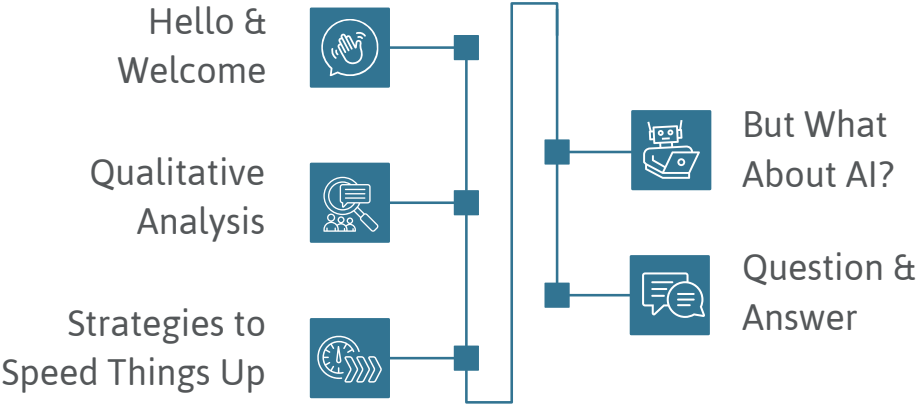 Hello &
Welcome
Qualitative
Analysis
Strategies to
Speed Things Up
But What
About AI?
Question &
Answer